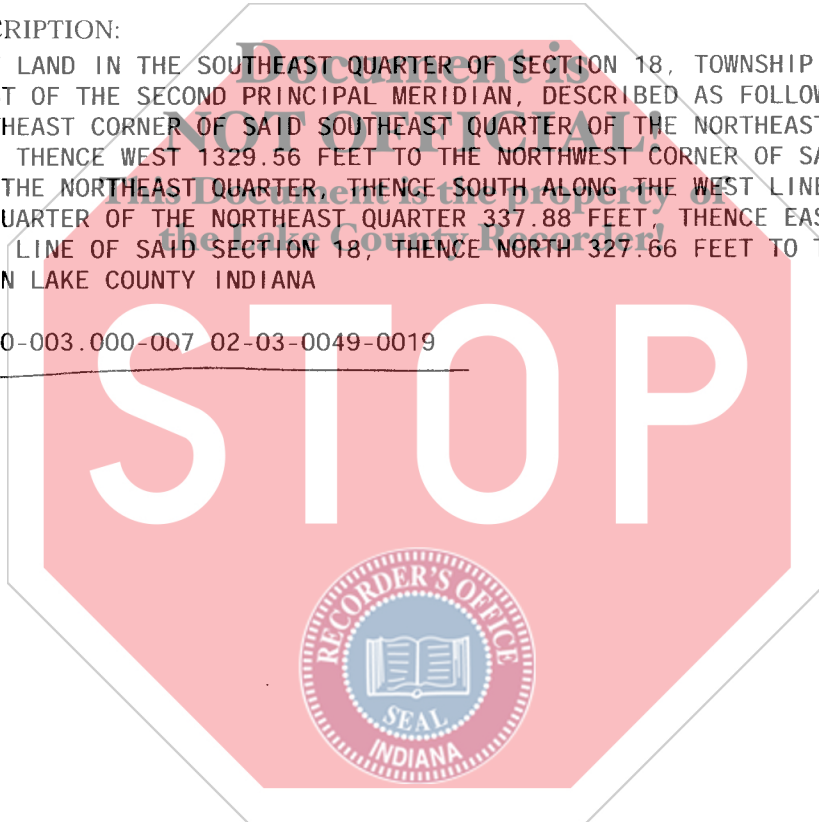 CRIPTION:
LAND IN THE SOUTHEAST QUARTER OF SECTION 18, TOWNSHIP
T OF THE SECOND PRINCIPAL MERIDIAN, DESCRIBED AS FOLLOW
HEAST CORNER OF SAID SOUTHEAST QUARTER OF THE NORTHEAST
THENCE WEST 1329.56 FEET TO THE NORTHWEST CORNER OF SA
THE NORTHEAST QUARTER, THENCE SOUTH ALONG THE WEST LINE
UARTER OF THE NORTHEAST QUARTER 337.88 FEET, THENCE EAS
LINE OF SAID SECTION 18, THENCE NORTH 327.66 FEET TO T
N LAKE COUNTY INDIANA
0-003.000-007 02-03-0049-0019
Document is
NOT OFFICIAL!
This Document is the property of
the Lake County Recorder!
STOP
RECORDER'S OFFICE
SEAL
INDIANA